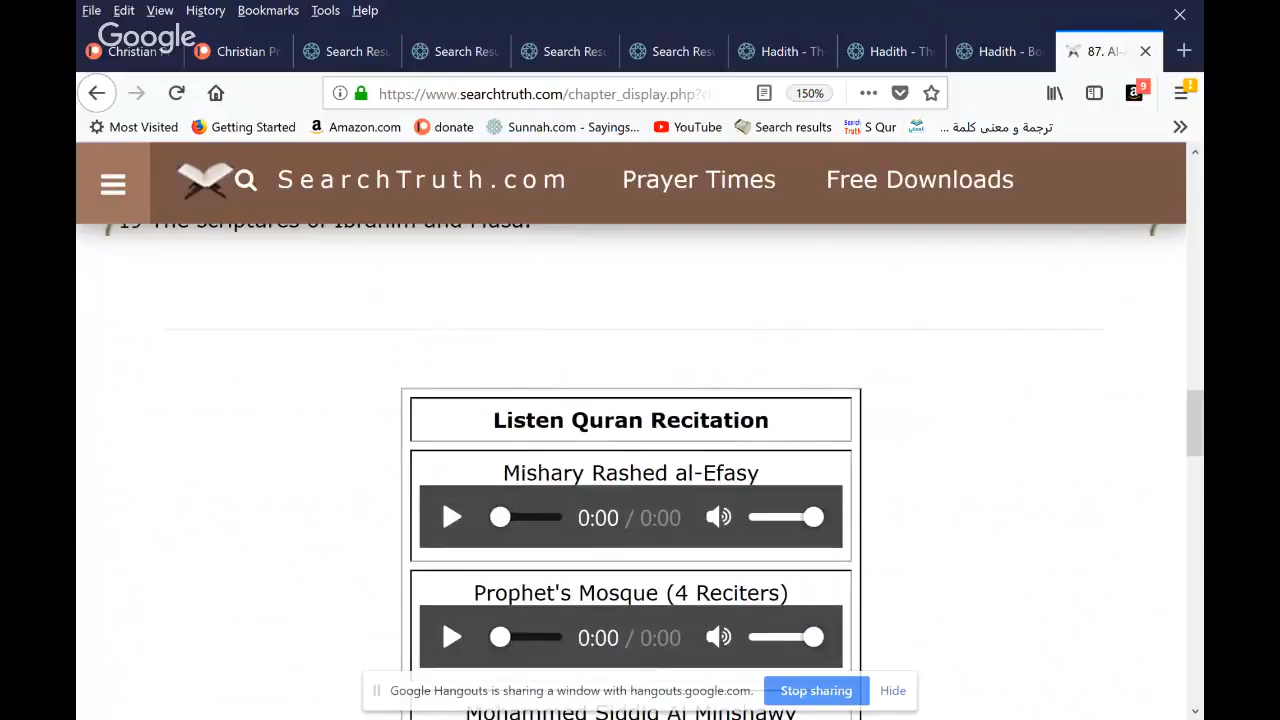 File Edit View History Bookmarks Tools Help
Google
Christian Christian Pr Search Resu Search Resu Search Resu Search Resu Hadith - Th Hadith - Th Hadith - Bo 87. Al-A
https://www.searchtruth.com/chapter_display.php?c 150%
9
Most Visited Getting Started Amazon.com donate Sunnah.com - Sayings... YouTube Search results Search Truth S Qur ترجمة و معنى كلمة ...
SearchTruth.com Prayer Times Free Downloads
19 The scriptures of Ibrahim and Musa.
Listen Quran Recitation
Mishary Rashed al-Efasy
0:00 / 0:00
Prophet's Mosque (4 Reciters)
0:00 / 0:00
Google Hangouts is sharing a window with hangouts.google.com. Stop sharing Hide
Mohammed Siddiq Al Minshawy